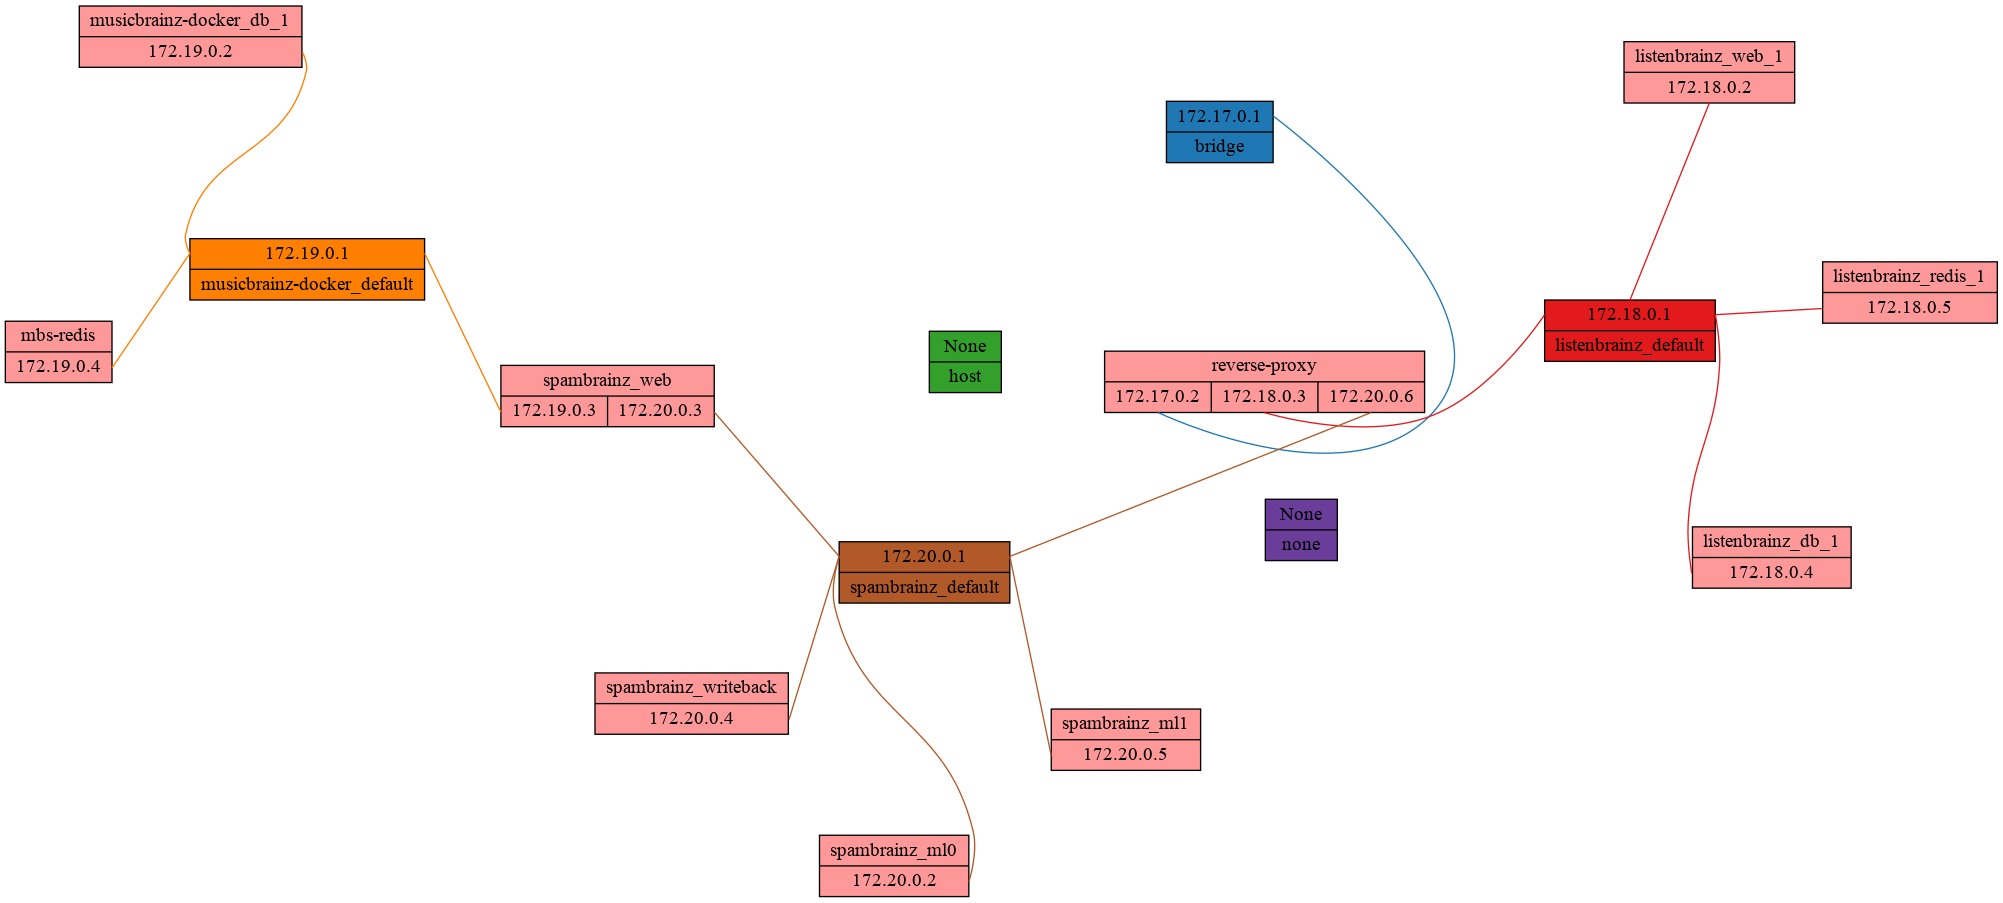 musicbrainz-docker_db_1
172.19.0.2
listenbrainz_web_1
172.18.0.2
172.17.0.1
bridge
172.19.0.1
musicbrainz-docker_default
listenbrainz_redis_1
172.18.0.5
172.18.0.1
listenbrainz_default
mbs-redis
172.19.0.4
None
host
reverse-proxy
172.17.0.2 172.18.0.3 172.20.0.6
spambrainz_web
172.19.0.3 172.20.0.3
None
none
listenbrainz_db_1
172.18.0.4
172.20.0.1
spambrainz_default
spambrainz_writeback
172.20.0.4
spambrainz_ml1
172.20.0.5
spambrainz_ml0
172.20.0.2